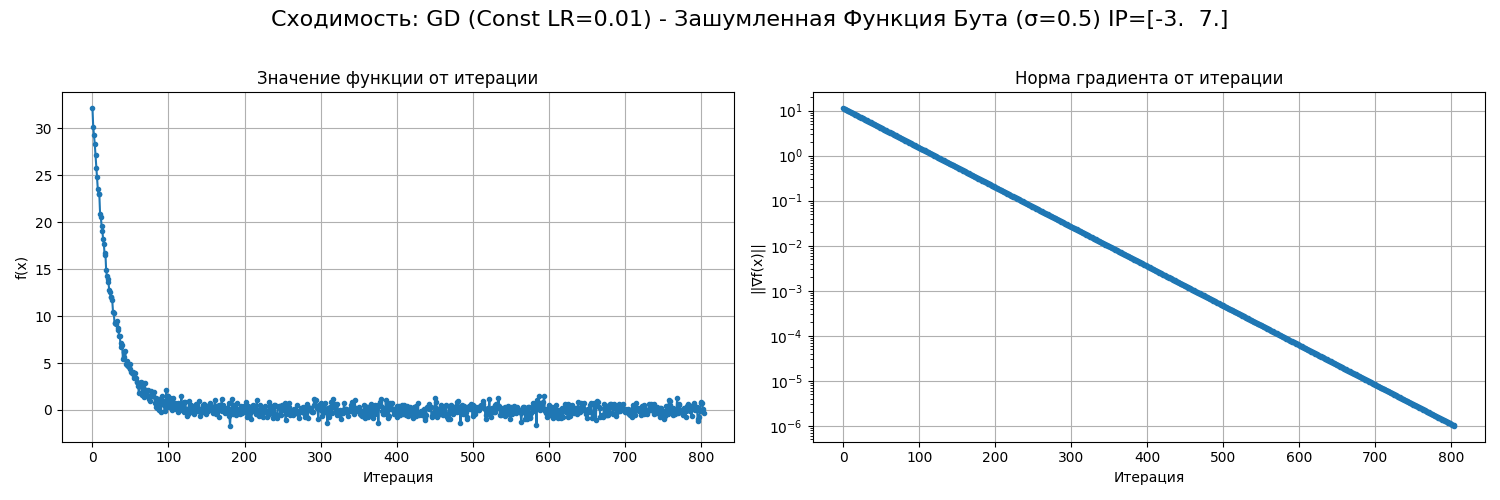 Сходимость: GD (Const LR=0.01) - Зашумленная Функция Бута (σ=0.5) IP=[-3.  7.]
Значение функции от итерации
f(x)
30
25
20
15
10
5
0
0 100 200 300 400 500 600 700 800
Итерация
Норма градиента от итерации
||∇f(x)||
10¹
10⁰
10⁻¹
10⁻²
10⁻³
10⁻⁴
10⁻⁵
10⁻⁶
0 100 200 300 400 500 600 700 800
Итерация